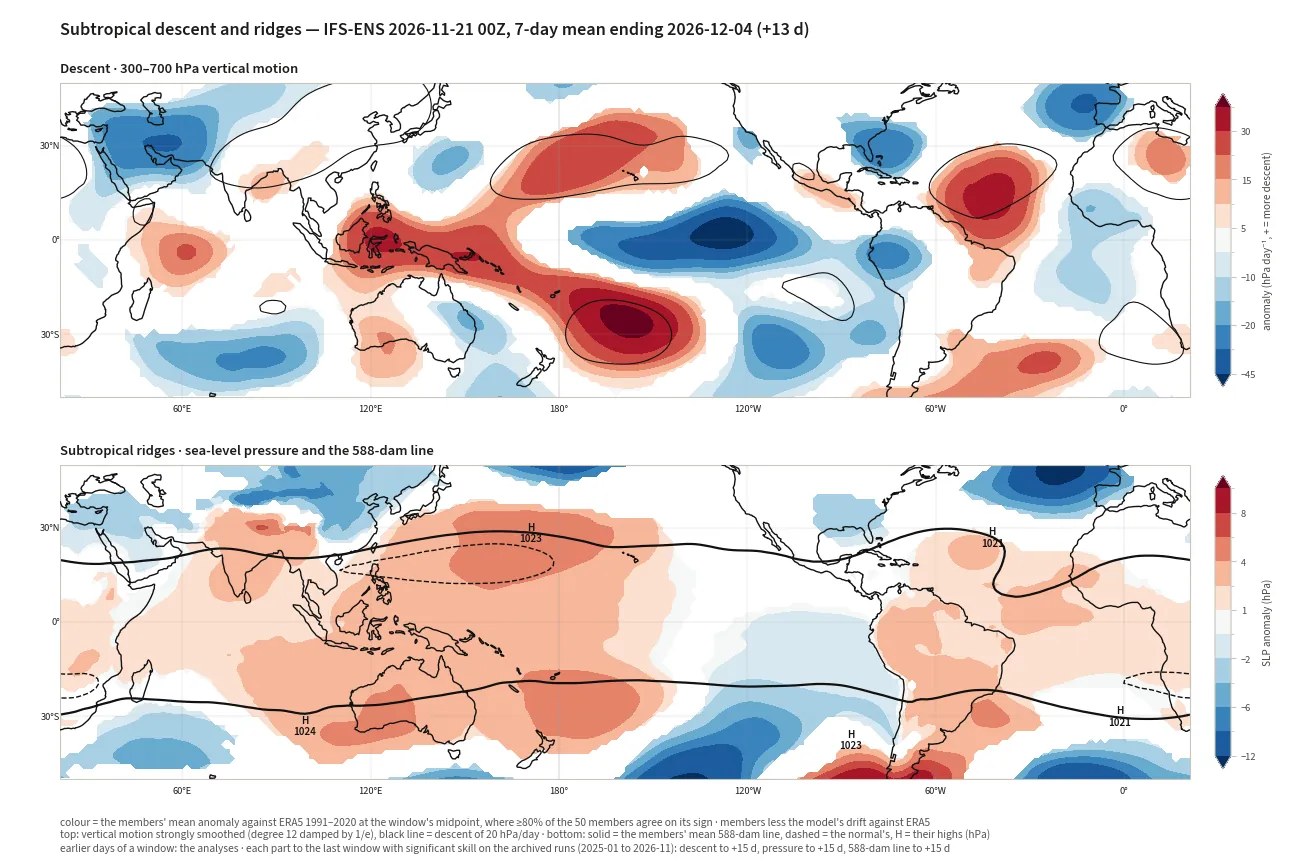 Subtropical descent and ridges — IFS-ENS 2026-11-21 00Z, 7-day mean ending 2026-12-04 (+13 d)
Descent · 300–700 hPa vertical motion
30°N
0°
30°S
60°E
120°E
180°
120°W
60°W
0°
30
15
5
−10
−20
−45
anomaly (hPa day⁻¹, + = more descent)
Subtropical ridges · sea-level pressure and the 588-dam line
30°N
0°
30°S
H
1023
H
1021
H
1024
H
1023
H
1021
60°E
120°E
180°
120°W
60°W
0°
8
4
1
−2
−6
−12
SLP anomaly (hPa)
colour = the members' mean anomaly against ERA5 1991–2020 at the window's midpoint, where ≥80% of the 50 members agree on its sign · members less the model's drift against ERA5
top: vertical motion strongly smoothed (degree 12 damped by 1/e), black line = descent of 20 hPa/day · bottom: solid = the members' mean 588-dam line, dashed = the normal's, H = their highs (hPa)
earlier days of a window: the analyses · each part to the last window with significant skill on the archived runs (2025-01 to 2026-11): descent to +15 d, pressure to +15 d, 588-dam line to +15 d